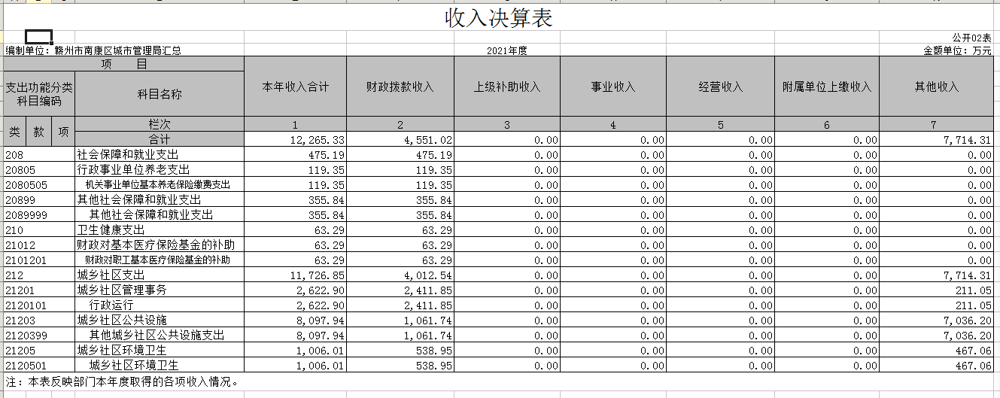 收入决算表
公开02表
编制单位：赣州市南康区城市管理局汇总 2021年度 金额单位：万元
项 目 本年收入合计 财政拨款收入 上级补助收入 事业收入 经营收入 附属单位上缴收入 其他收入
支出功能分类科目编码 科目名称
类 款 项 栏次 1 2 3 4 5 6 7
合计 12,265.33 4,551.02 0.00 0.00 0.00 0.00 7,714.31
208 社会保障和就业支出 475.19 475.19 0.00 0.00 0.00 0.00 0.00
20805 行政事业单位养老支出 119.35 119.35 0.00 0.00 0.00 0.00 0.00
2080505 机关事业单位基本养老保险缴费支出 119.35 119.35 0.00 0.00 0.00 0.00 0.00
20899 其他社会保障和就业支出 355.84 355.84 0.00 0.00 0.00 0.00 0.00
2089999 其他社会保障和就业支出 355.84 355.84 0.00 0.00 0.00 0.00 0.00
210 卫生健康支出 63.29 63.29 0.00 0.00 0.00 0.00 0.00
21012 财政对基本医疗保险基金的补助 63.29 63.29 0.00 0.00 0.00 0.00 0.00
2101201 财政对职工基本医疗保险基金的补助 63.29 63.29 0.00 0.00 0.00 0.00 0.00
212 城乡社区支出 11,726.85 4,012.54 0.00 0.00 0.00 0.00 7,714.31
21201 城乡社区管理事务 2,622.90 2,411.85 0.00 0.00 0.00 0.00 211.05
2120101 行政运行 2,622.90 2,411.85 0.00 0.00 0.00 0.00 211.05
21203 城乡社区公共设施 8,097.94 1,061.74 0.00 0.00 0.00 0.00 7,036.20
2120399 其他城乡社区公共设施支出 8,097.94 1,061.74 0.00 0.00 0.00 0.00 7,036.20
21205 城乡社区环境卫生 1,006.01 538.95 0.00 0.00 0.00 0.00 467.06
2120501 城乡社区环境卫生 1,006.01 538.95 0.00 0.00 0.00 0.00 467.06
注：本表反映部门本年度取得的各项收入情况。